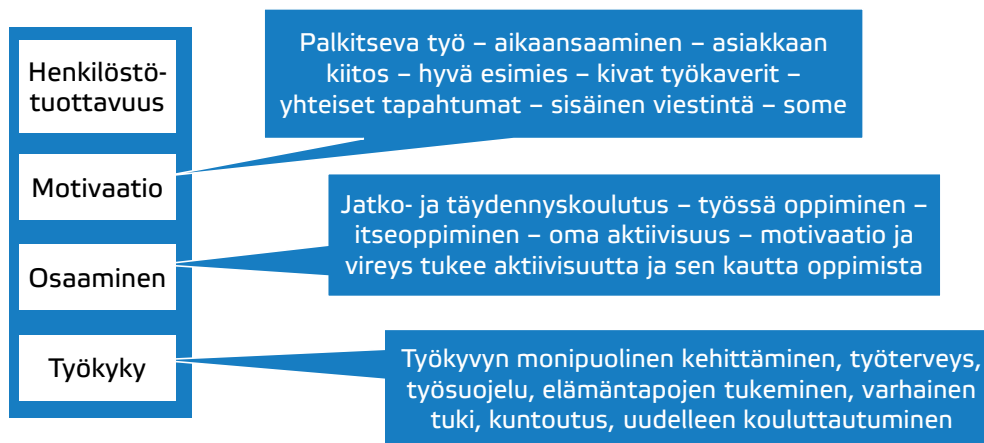 Henkilöstö-
tuottavuus
Palkitseva työ – aikaansaaminen – asiakkaan
kiitos – hyvä esimies – kivat työkaverit –
yhteiset tapahtumat – sisäinen viestintä – some
Motivaatio
Jatko- ja täydennyskoulutus – työssä oppiminen –
itseoppiminen – oma aktiivisuus – motivaatio ja
vireys tukee aktiivisuutta ja sen kautta oppimista
Osaaminen
Työkyky
Työkyvyn monipuolinen kehittäminen, työterveys,
työsuojelu, elämäntapojen tukeminen, varhainen
tuki, kuntoutus, uudelleen kouluttautuminen